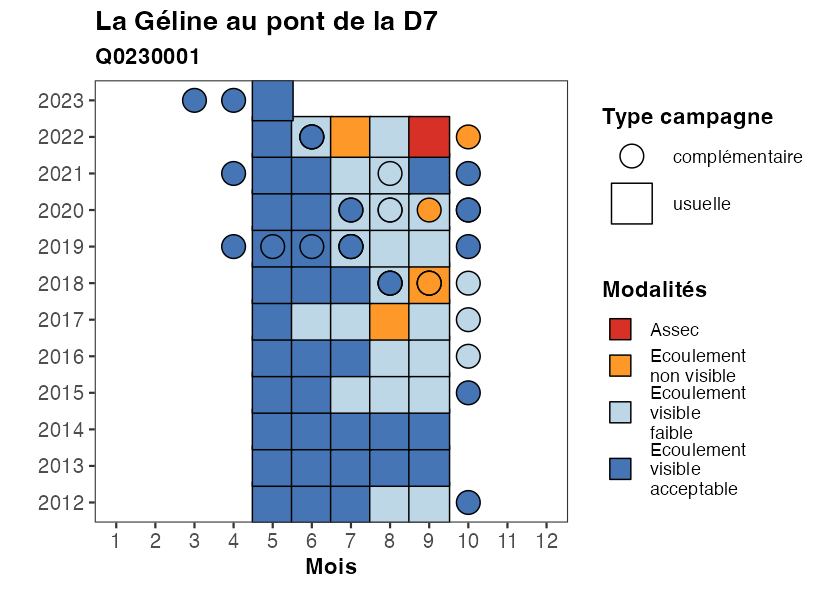 La Géline au pont de la D7
Q0230001
2023
2022
2021
2020
2019
2018
2017
2016
2015
2014
2013
2012
1 2 3 4 5 6 7 8 9 10 11 12
Mois
Type campagne
complémentaire
usuelle
Modalités
Assec
Ecoulement
non visible
Ecoulement
visible
faible
Ecoulement
visible
acceptable